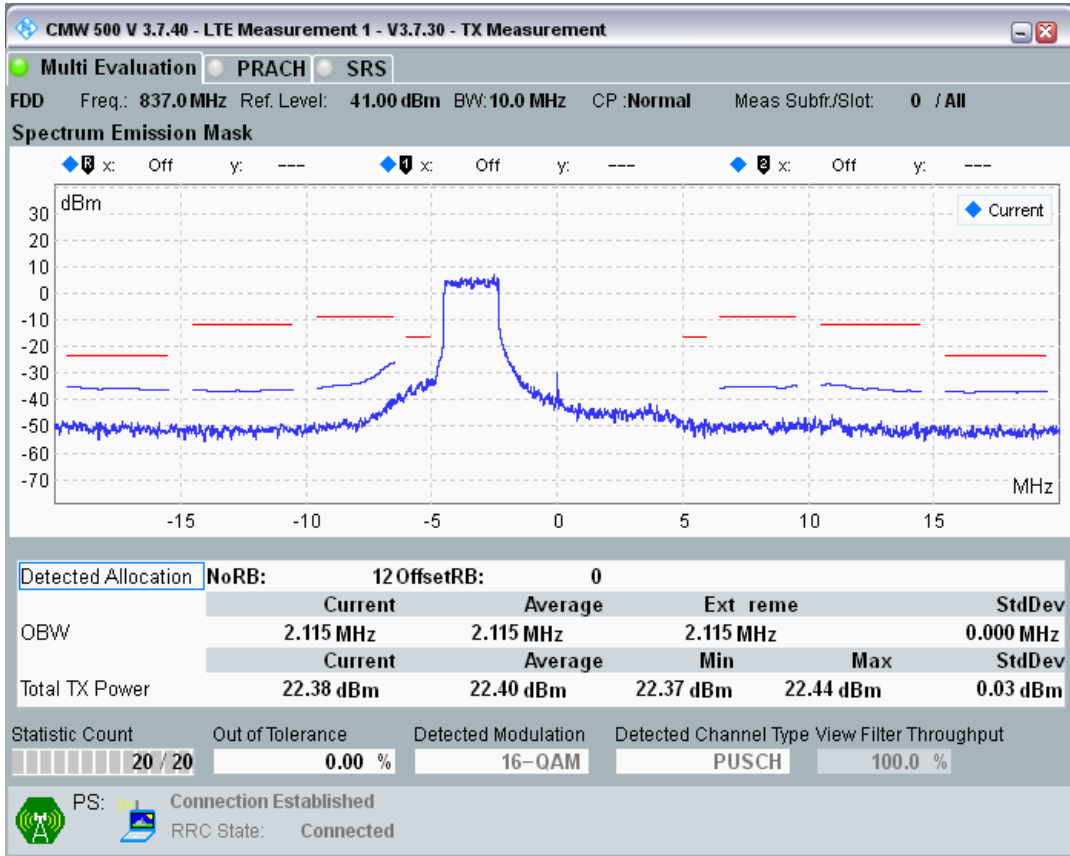 CMW 500 V 3.7.40 - LTE Measurement 1 - V3.7.30 - TX Measurement
Multi Evaluation PRACH SRS
FDD Freq.: 837.0 MHz Ref. Level: 41.00 dBm BW: 10.0 MHz CP :Normal Meas Subfr./Slot: 0 / All
Spectrum Emission Mask
R x: Off y: --- 1 x: Off y: --- 2 x: Off y: ---
dBm
Current
30
20
10
0
-10
-20
-30
-40
-50
-60
-70
MHz
-15 -10 -5 0 5 10 15
Detected Allocation NoRB: 12 OffsetRB: 0
Current Average Ext reme StdDev
OBW 2.115 MHz 2.115 MHz 2.115 MHz 0.000 MHz
Current Average Min Max StdDev
Total TX Power 22.38 dBm 22.40 dBm 22.37 dBm 22.44 dBm 0.03 dBm
Statistic Count Out of Tolerance Detected Modulation Detected Channel Type View Filter Throughput
20 / 20 0.00 % 16-QAM PUSCH 100.0 %
PS: Connection Established
RRC State: Connected